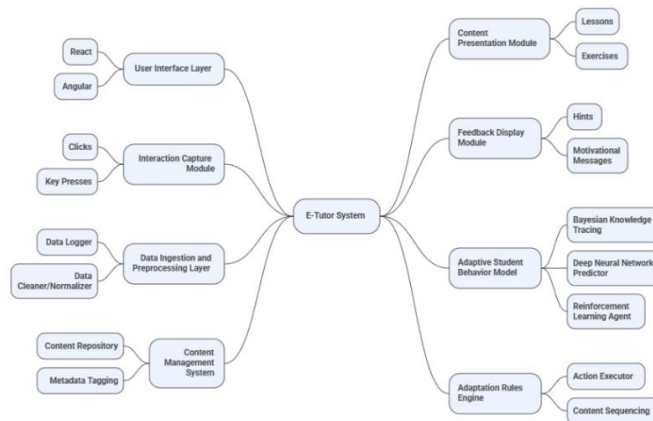 React
Angular
User Interface Layer
Clicks
Key Presses
Interaction Capture
Module
Data Logger
Data
Cleaner/Normalizer
Data Ingestion and
Preprocessing Layer
Content Repository
Metadata Tagging
Content
Management
System
E-Tutor System
Content
Presentation Module
Lessons
Exercises
Feedback Display
Module
Hints
Motivational
Messages
Adaptive Student
Behavior Model
Bayesian Knowledge
Tracing
Deep Neural Network
Predictor
Reinforcement
Learning Agent
Adaptation Rules
Engine
Action Executor
Content Sequencing